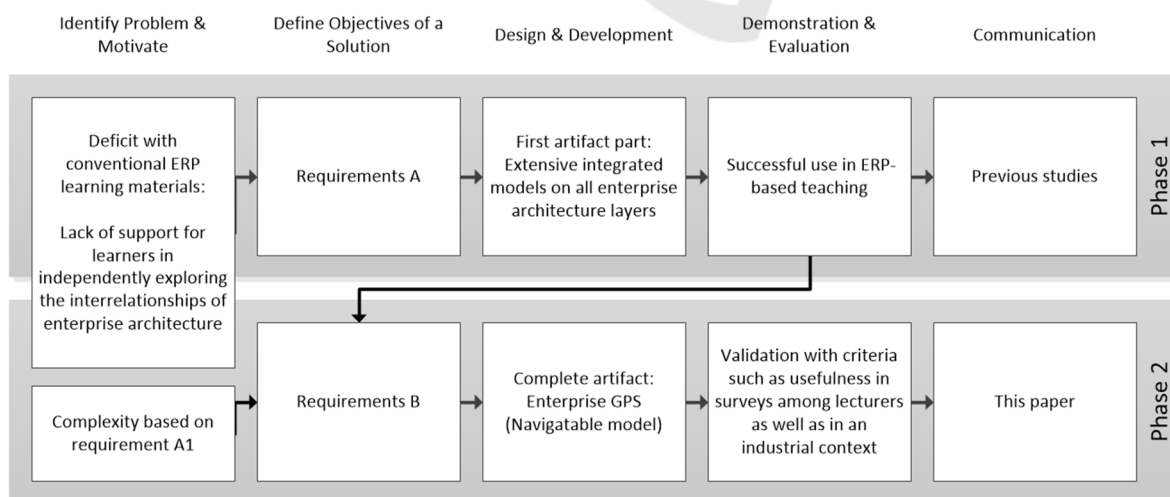 Identify Problem &
Motivate
Define Objectives of a
Solution
Design & Development
Demonstration &
Evaluation
Communication
Deficit with
conventional ERP
learning materials:
Lack of support for
learners in
independently exploring
the interrelationships of
enterprise architecture
Requirements A
First artifact part:
Extensive integrated
models on all enterprise
architecture layers
Successful use in ERP-
based teaching
Previous studies
Phase 1
Complexity based on
requirement A1
Requirements B
Complete artifact:
Enterprise GPS
(Navigatable model)
Validation with criteria
such as usefulness in
surveys among lecturers
as well as in an
industrial context
This paper
Phase 2